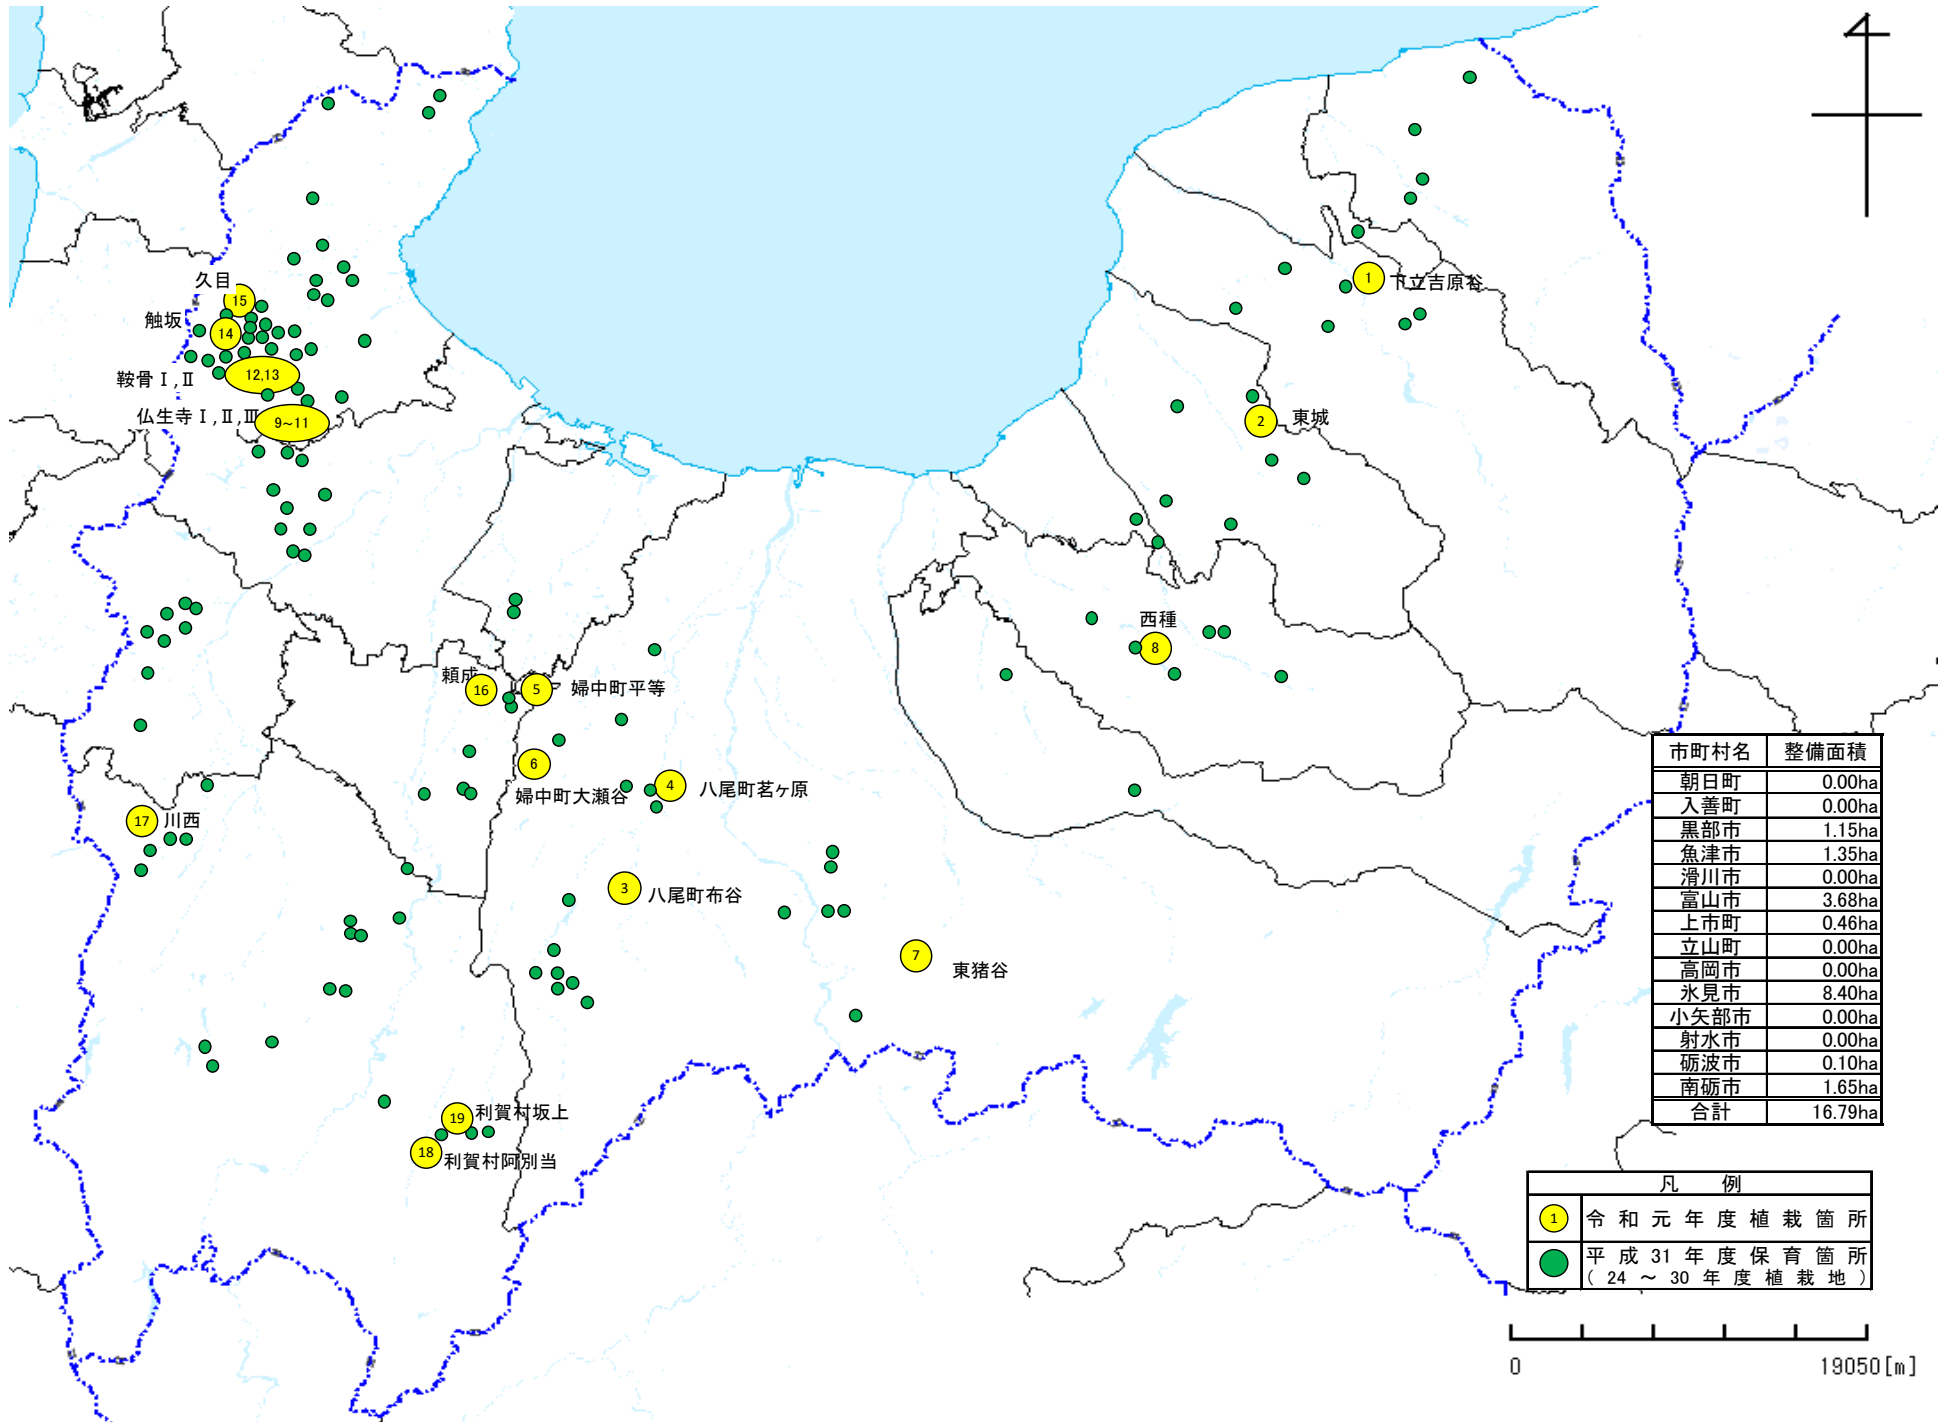 久目
15
触坂
14
鞍骨Ⅰ,Ⅱ
12,13
仏生寺Ⅰ,Ⅱ,Ⅲ
9~11
1
下立吉原谷
2
東城
西種
8
頼成
16
5
婦中町平等
6
婦中町大瀬谷
4
八尾町茗ヶ原
17
川西
3
八尾町布谷
7
東猪谷
19
利賀村坂上
18
利賀村阿別当
市町村名 整備面積
朝日町 0.00ha
入善町 0.00ha
黒部市 1.15ha
魚津市 1.35ha
滑川市 0.00ha
富山市 3.68ha
上市町 0.46ha
立山町 0.00ha
高岡市 0.00ha
氷見市 8.40ha
小矢部市 0.00ha
射水市 0.00ha
砺波市 0.10ha
南砺市 1.65ha
合計 16.79ha
凡 例
1 令和元年度植栽箇所
平成31年度保育箇所
(24～30年度植栽地)
0 19050[m]